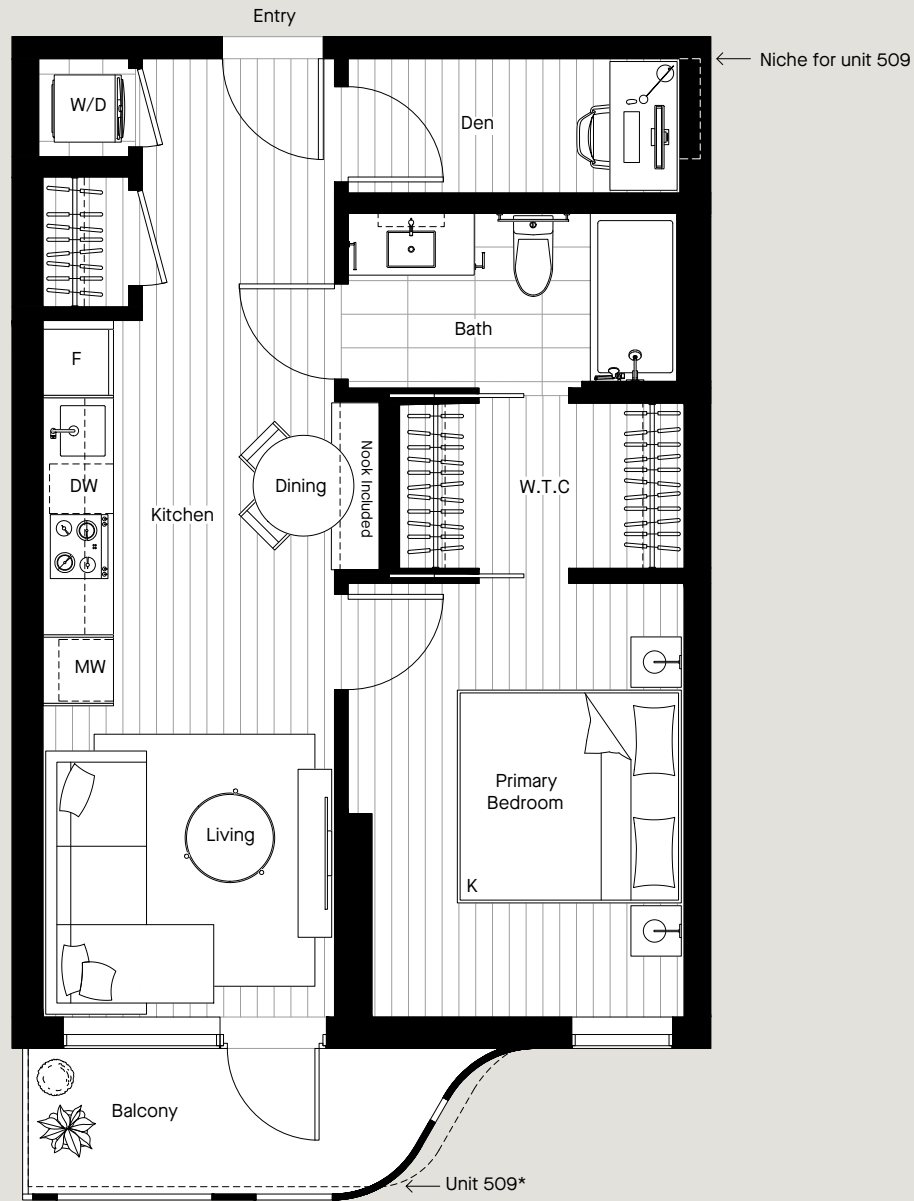 Entry
Niche for unit 509
W/D
Den
Bath
F
DW
Kitchen
Dining
Nook Included
W.T.C
MW
Primary
Bedroom
K
Living
Balcony
Unit 509*